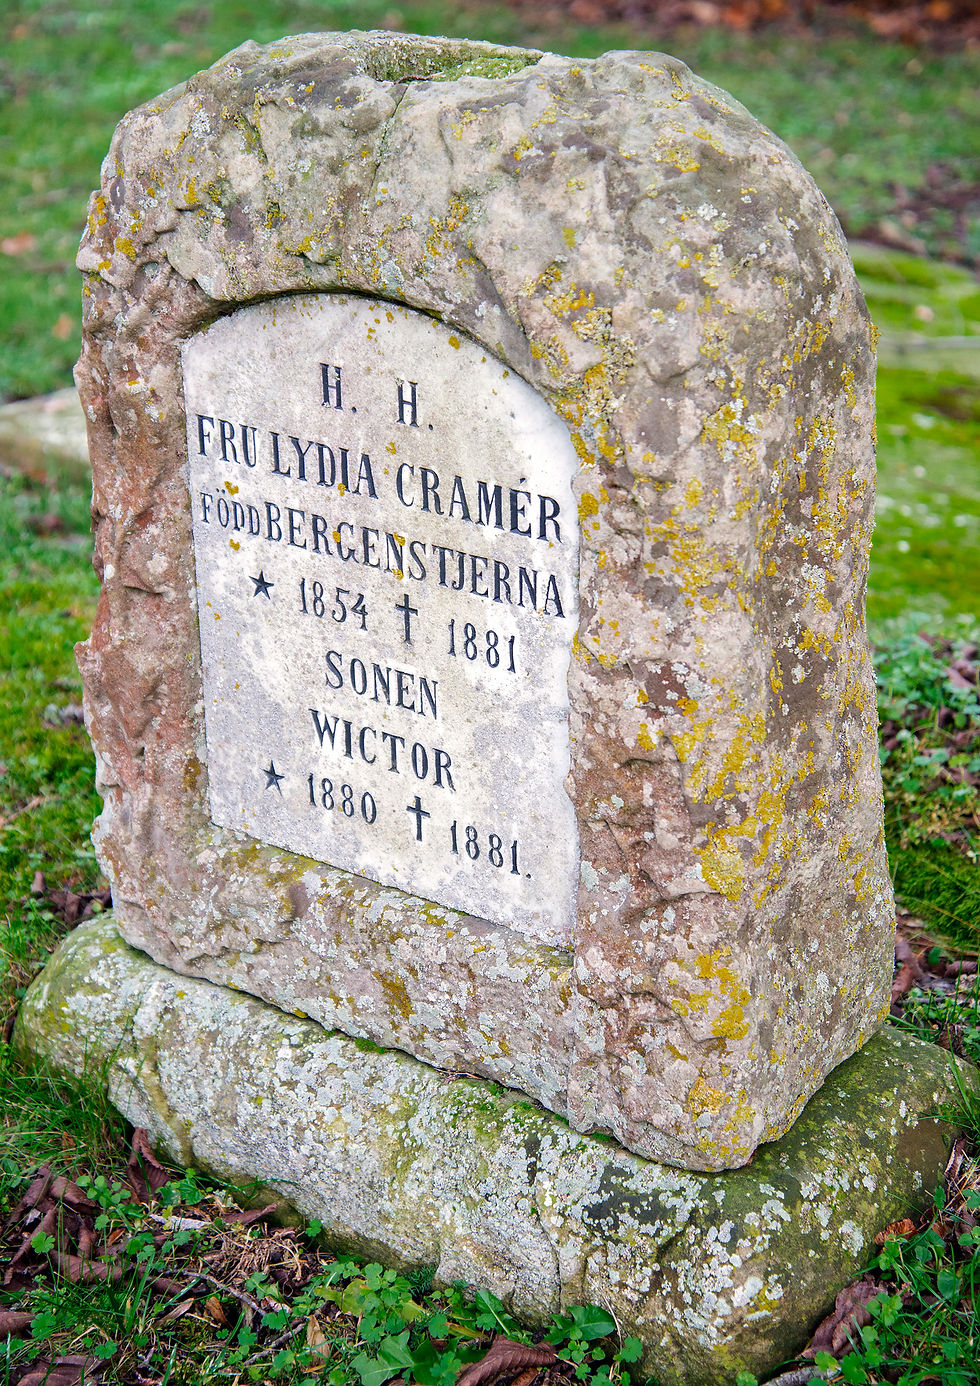 H. H.
FRU LYDIA CRAMÉR
FÖDD BERGENSTJERNA
★ 1854 † 1881
SONEN
WICTOR
★ 1880 † 1881.